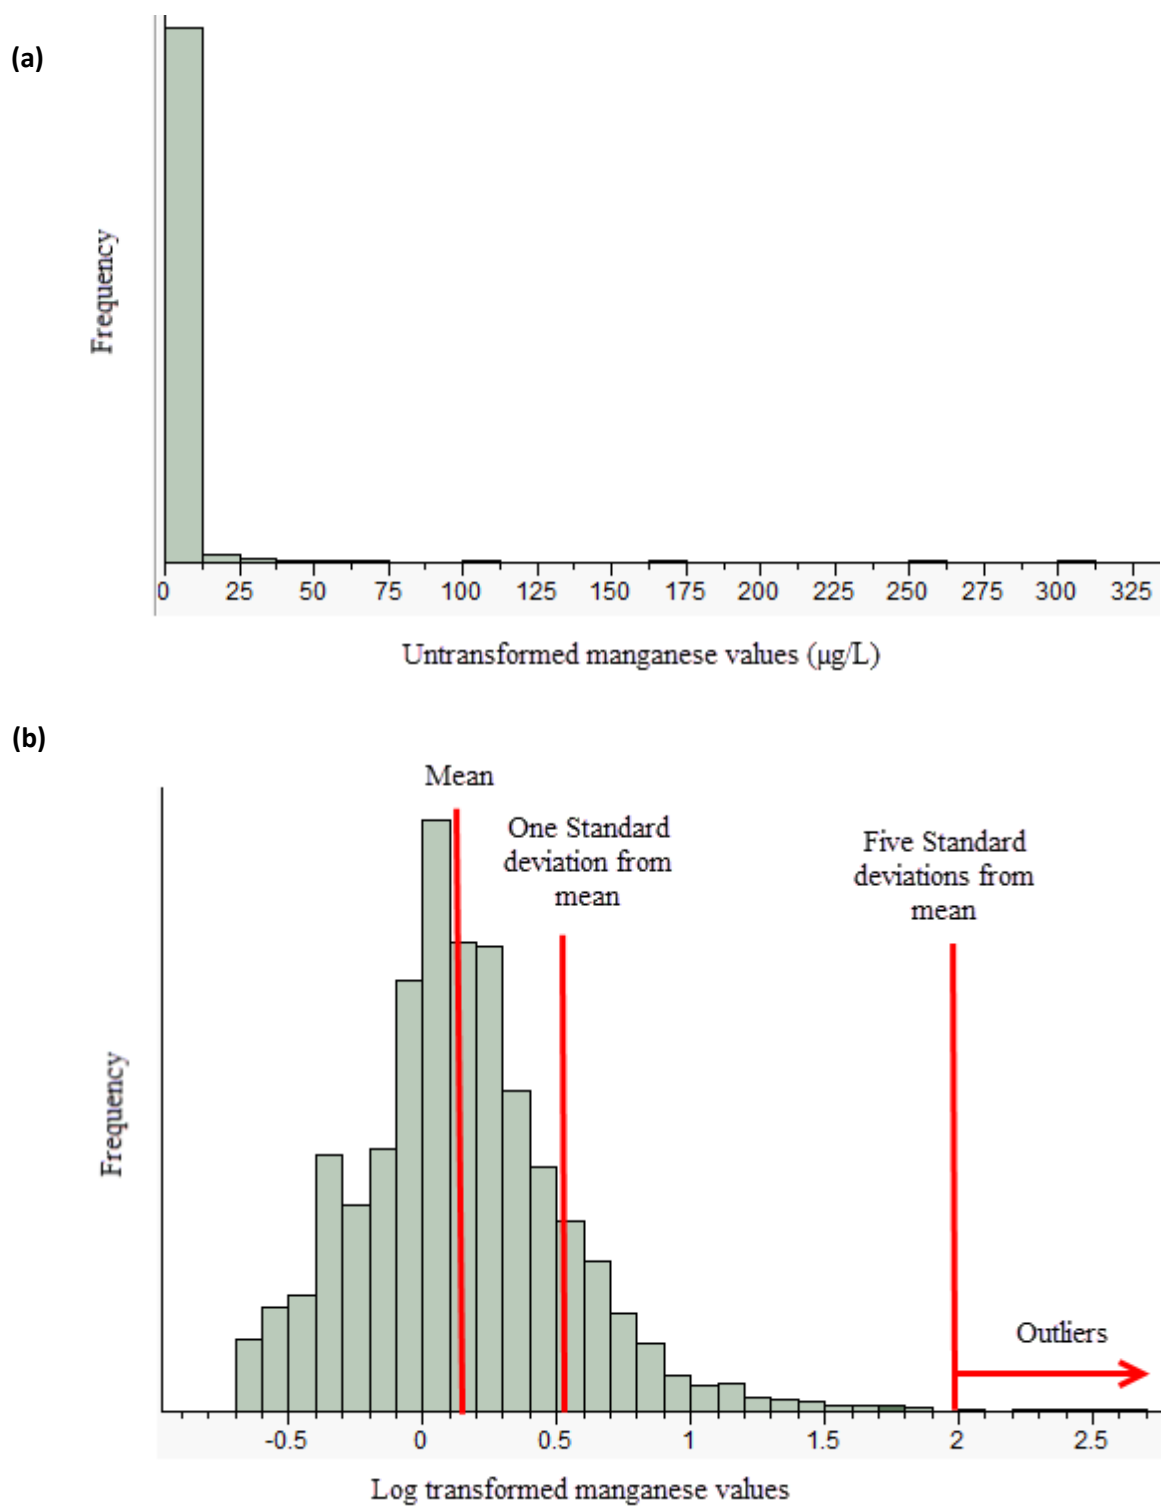 (a)
Frequency
0 25 50 75 100 125 150 175 200 225 250 275 300 325
Untransformed manganese values (µg/L)
(b)
Mean
One Standard
deviation from
mean
Five Standard
deviations from
mean
Frequency
Outliers
-0.5 0 0.5 1 1.5 2 2.5
Log transformed manganese values